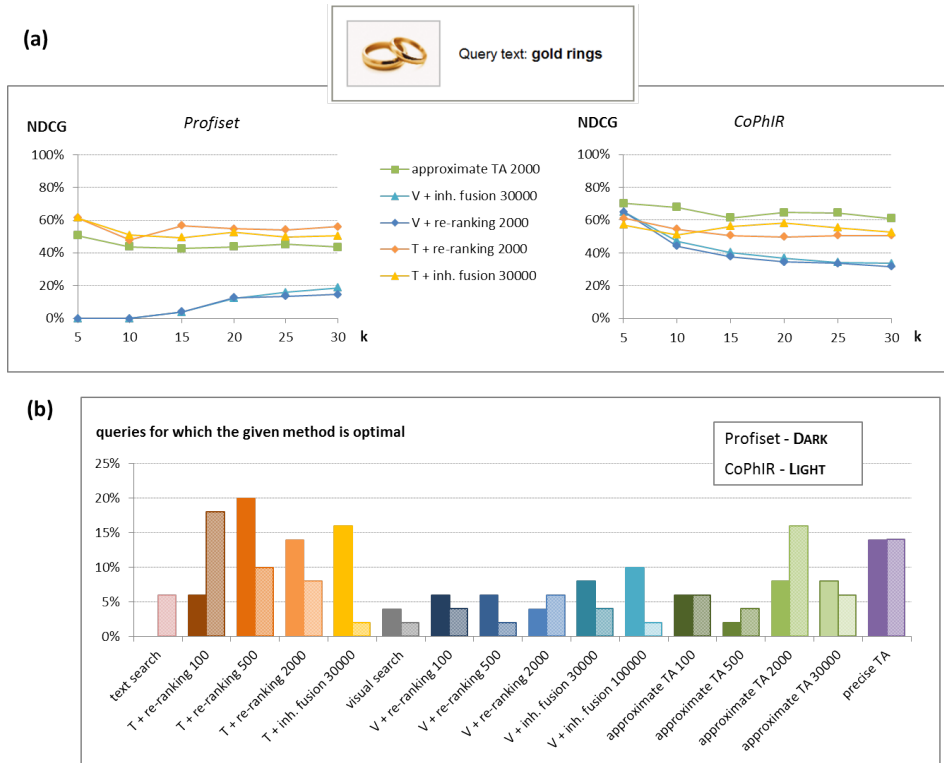 (a)
Query text: gold rings
NDCG
Profiset
100%
80%
60%
40%
20%
0%
5 10 15 20 25 30 k
approximate TA 2000
V + inh. fusion 30000
V + re-ranking 2000
T + re-ranking 2000
T + inh. fusion 30000
NDCG
CoPhIR
100%
80%
60%
40%
20%
0%
5 10 15 20 25 30 k
(b)
queries for which the given method is optimal
Profiset - DARK
CoPhIR - LIGHT
25%
20%
15%
10%
5%
0%
text search
T + re-ranking 100
T + re-ranking 500
T + re-ranking 2000
T + inh. fusion 30000
visual search
V + re-ranking 100
V + re-ranking 500
V + re-ranking 2000
V + inh. fusion 30000
V + inh. fusion 100000
approximate TA 100
approximate TA 500
approximate TA 2000
approximate TA 30000
precise TA